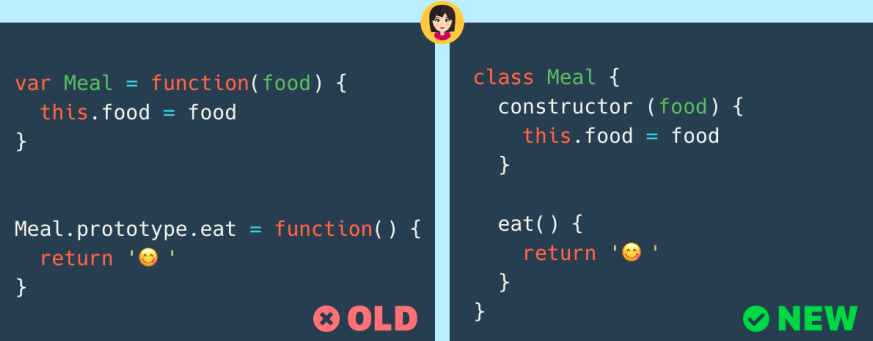 var Meal = function(food) {
  this.food = food
}
Meal.prototype.eat = function() {
  return '😋 '
}
OLD
class Meal {
  constructor (food) {
    this.food = food
  }
  eat() {
    return '😋 '
  }
}
NEW